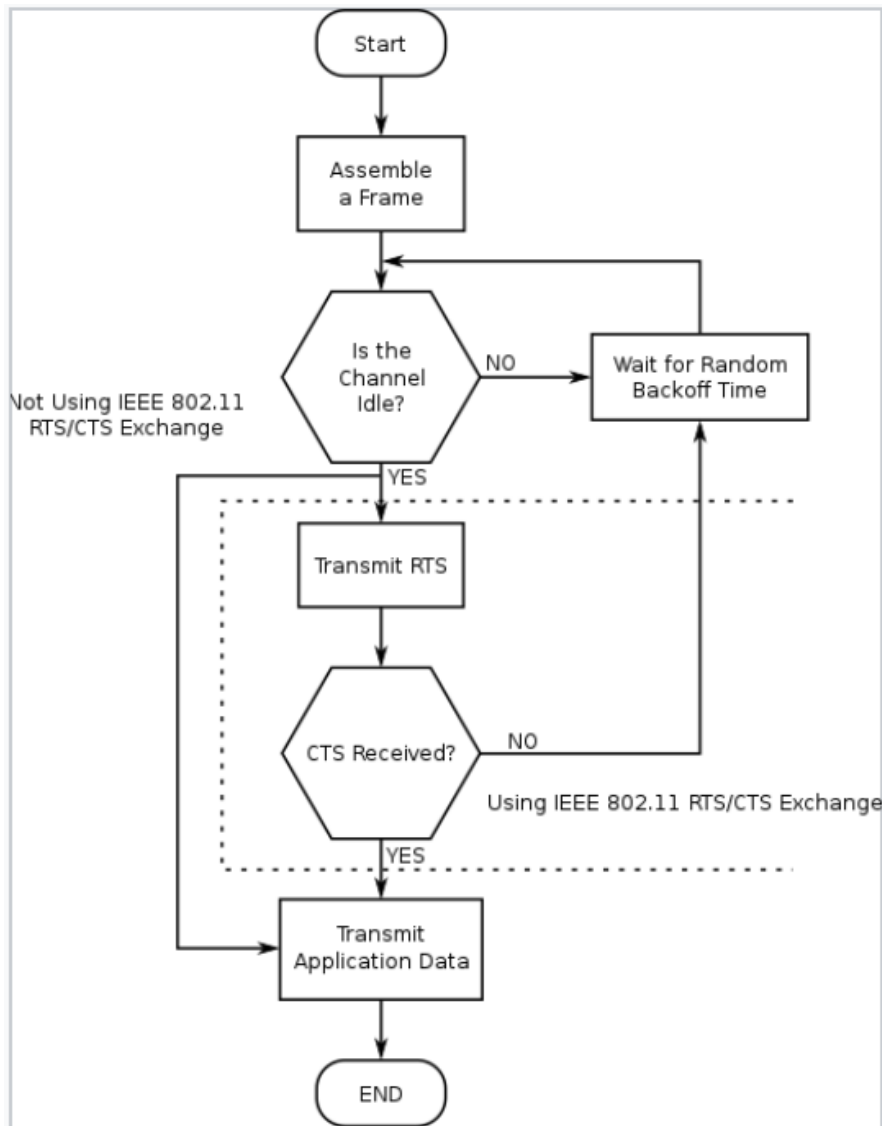 Start
Assemble
a Frame
Is the
Channel
Idle?
NO
Wait for Random
Backoff Time
Not Using IEEE 802.11
RTS/CTS Exchange
YES
Transmit RTS
CTS Received?
NO
Using IEEE 802.11 RTS/CTS Exchange
YES
Transmit
Application Data
END